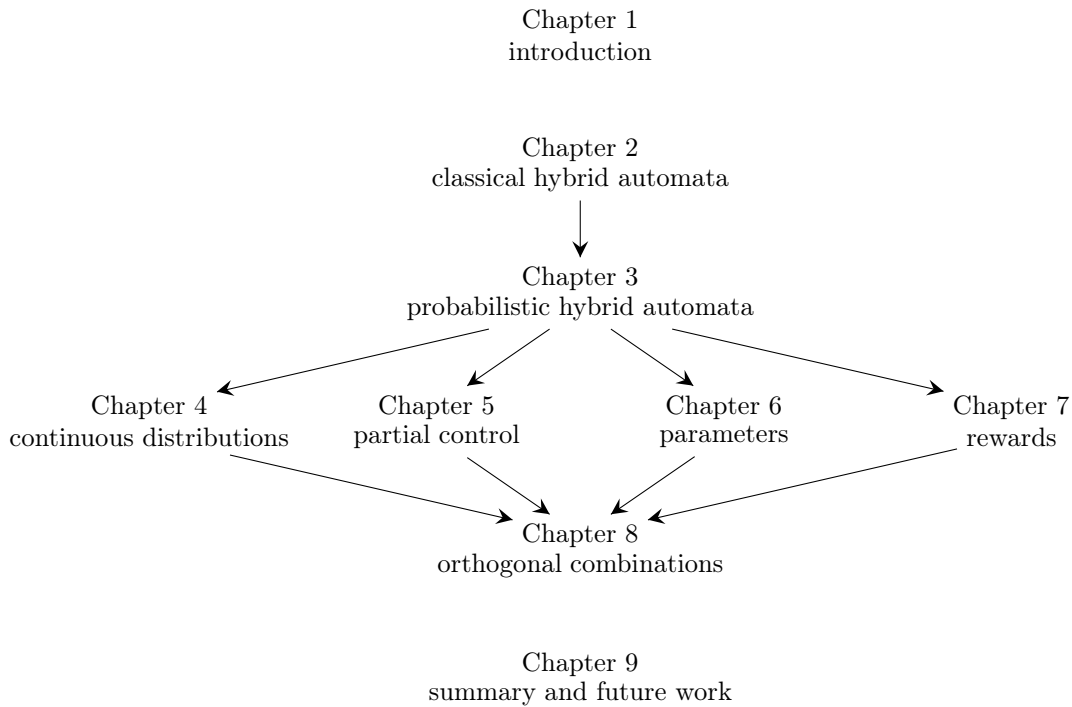 Chapter 1
introduction
Chapter 2
classical hybrid automata
Chapter 3
probabilistic hybrid automata
Chapter 4
continuous distributions
Chapter 5
partial control
Chapter 6
parameters
Chapter 7
rewards
Chapter 8
orthogonal combinations
Chapter 9
summary and future work